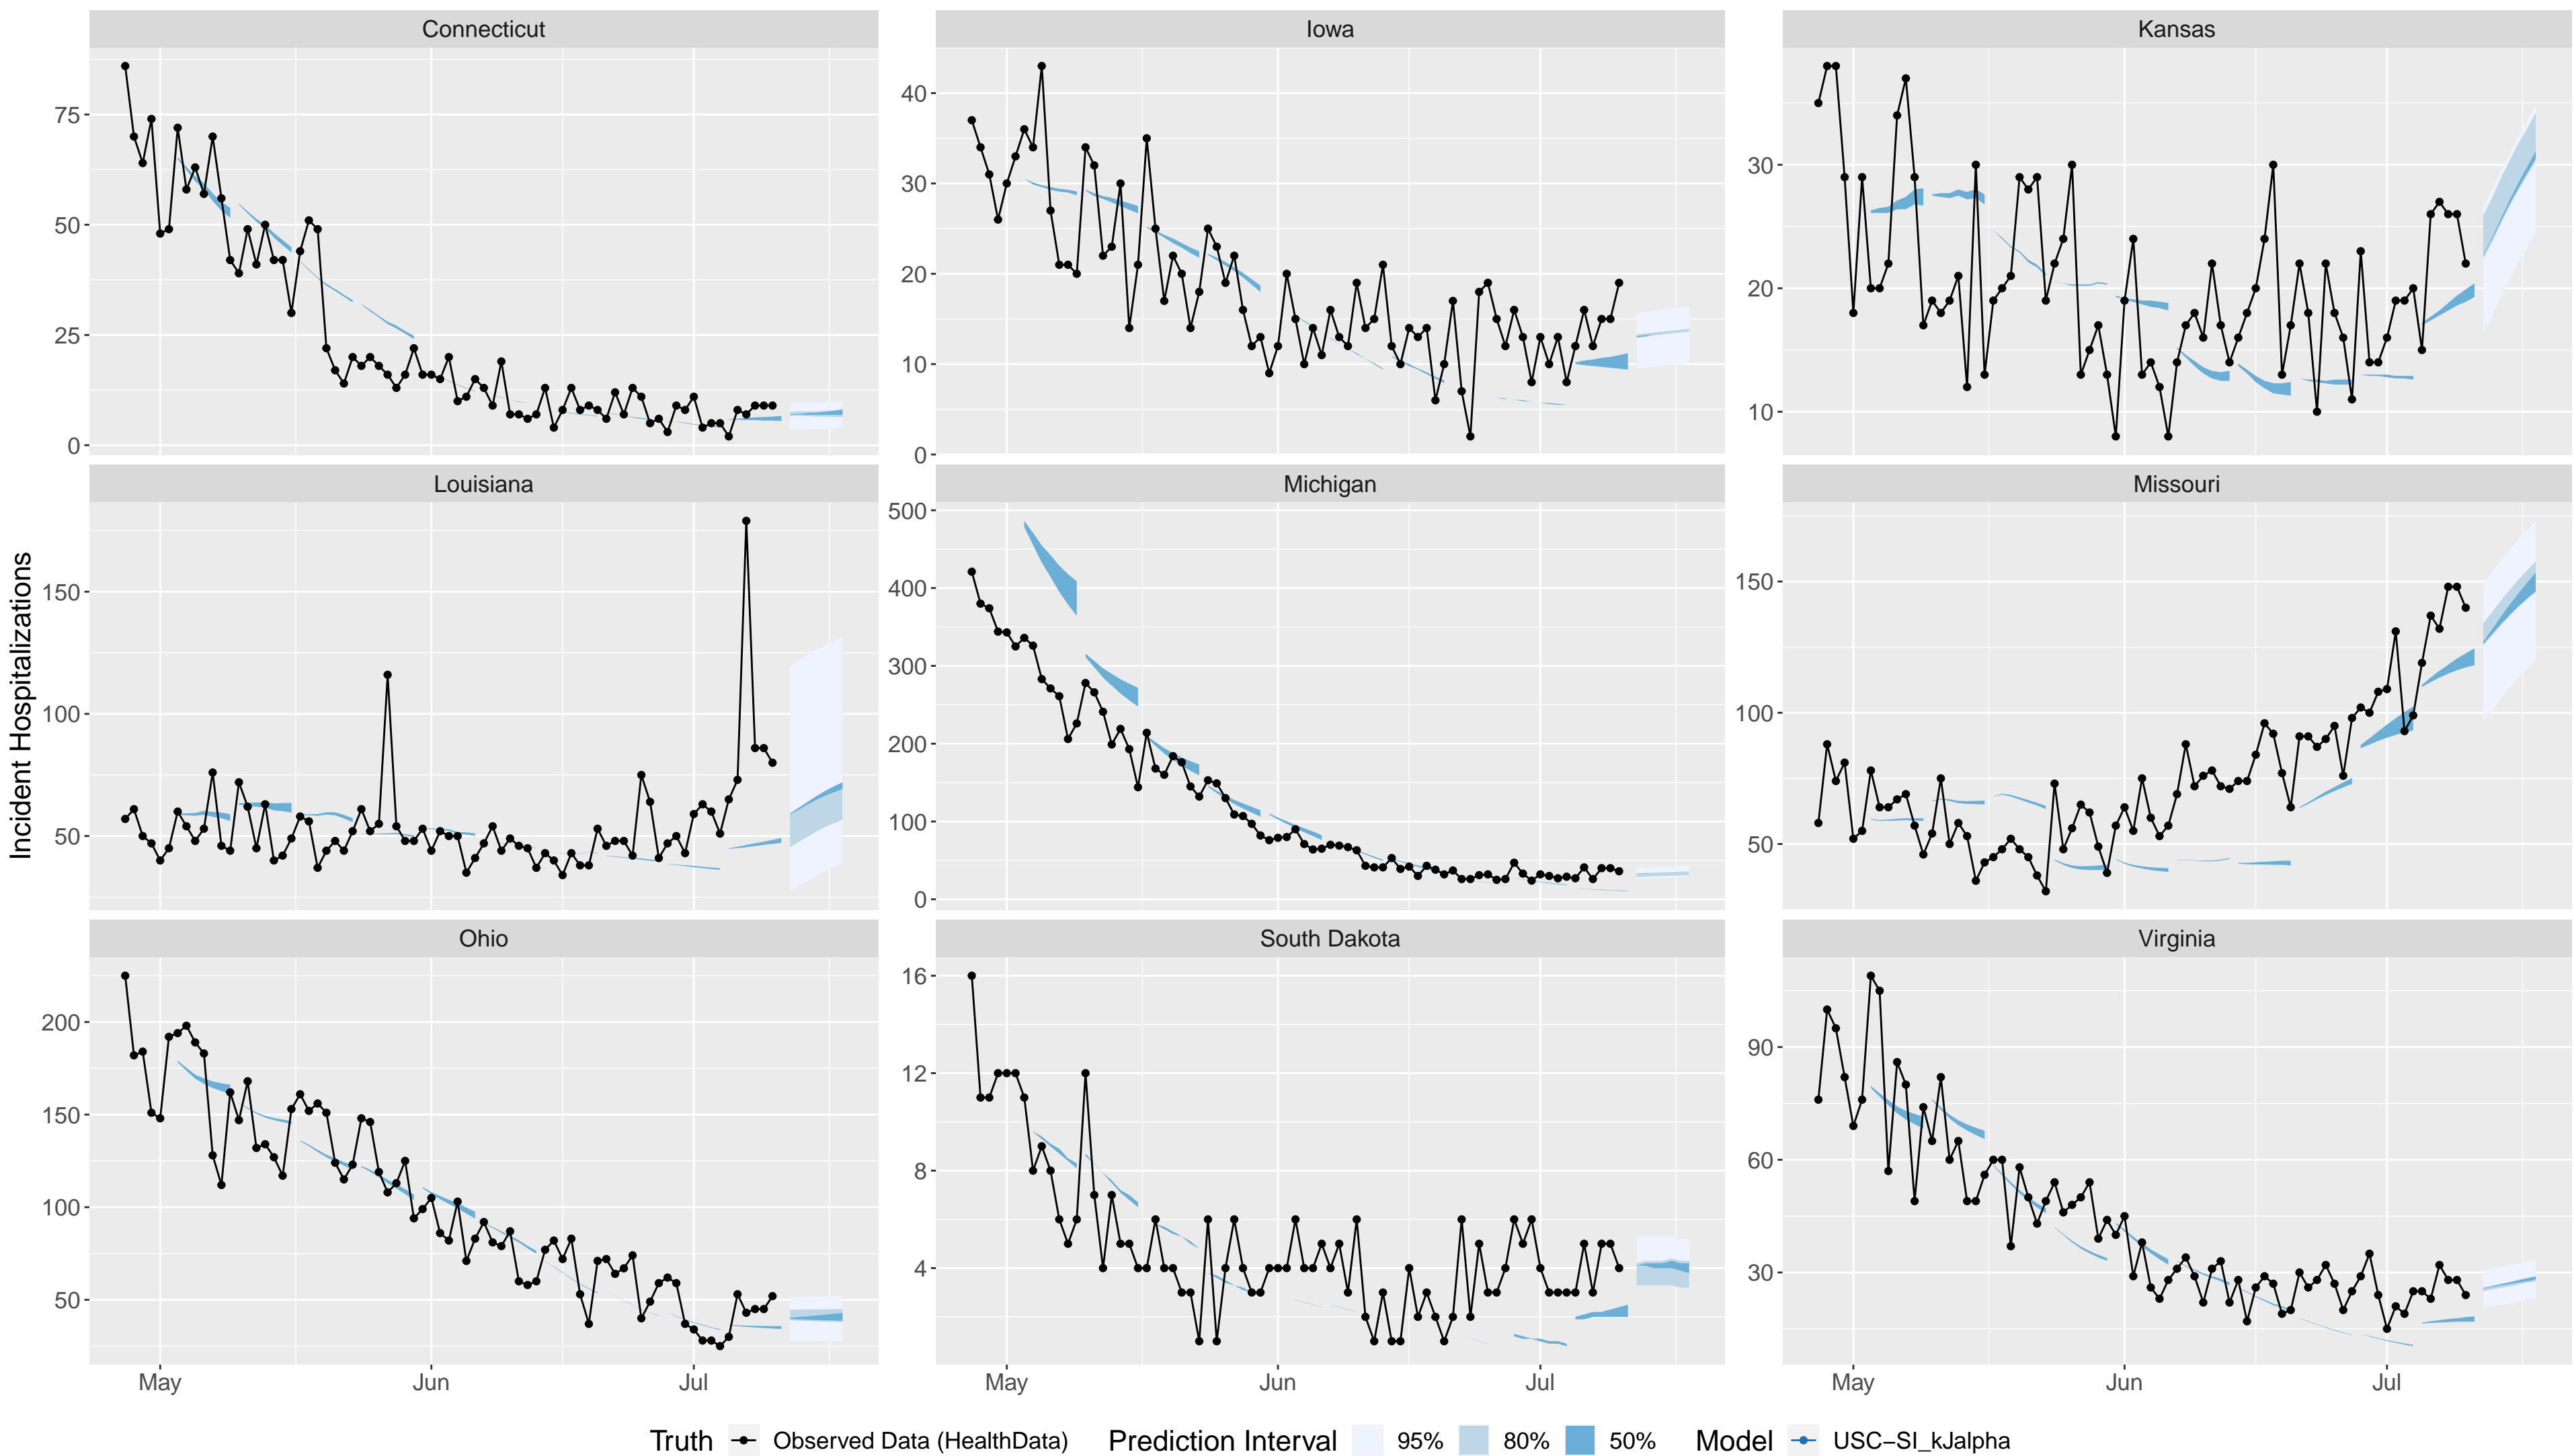 Connecticut
Iowa
Kansas
75
50
25
0
40
30
20
10
0
30
20
10
Louisiana
Michigan
Missouri
Incident Hospitalizations
150
100
50
500
400
300
200
100
0
150
100
50
Ohio
South Dakota
Virginia
200
150
100
50
16
12
8
4
90
60
30
May Jun Jul
May Jun Jul
May Jun Jul
Truth Observed Data (HealthData) Prediction Interval 95% 80% 50% Model USC−SI_kJalpha